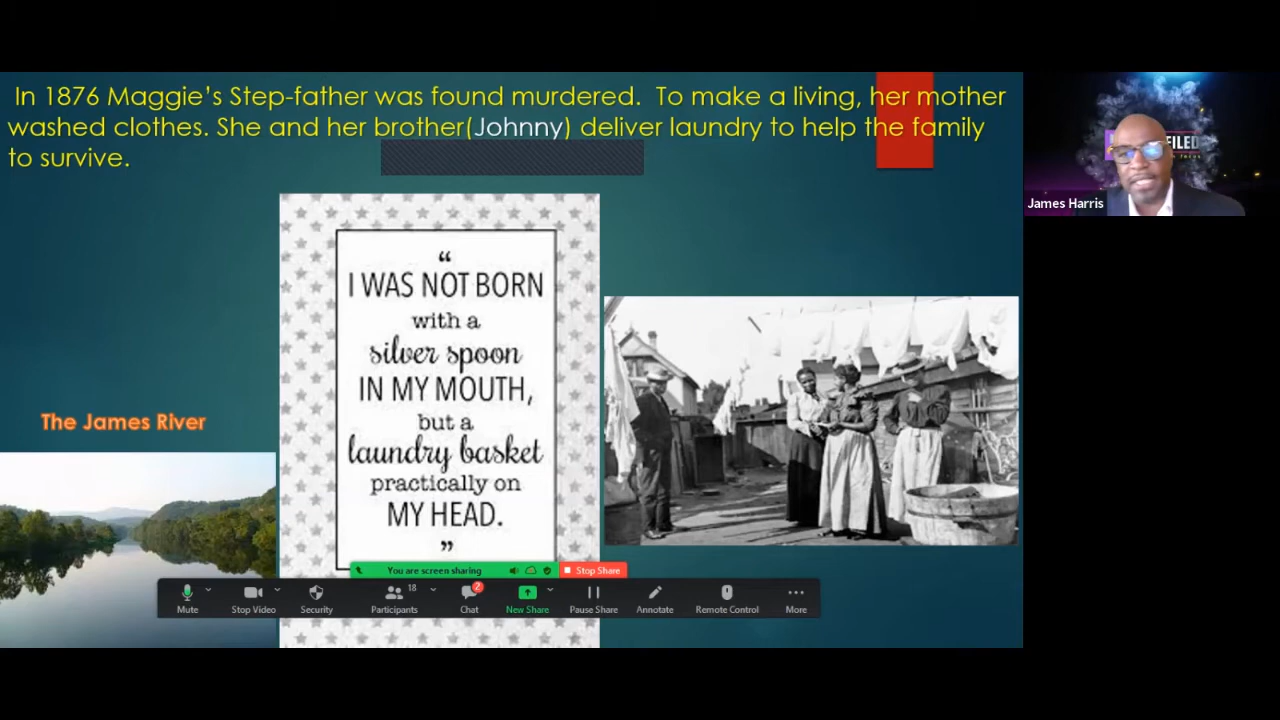 In 1876 Maggie’s Step-father was found murdered. To make a living, her mother
washed clothes. She and her brother(Johnny) deliver laundry to help the family
to survive.
James Harris
“
I WAS NOT BORN
with a
silver spoon
IN MY MOUTH,
but a
laundry basket
practically on
MY HEAD.
”
The James River
You are screen sharing
Stop Share
Mute
Stop Video
Security
Participants
18
Chat
2
New Share
Pause Share
Annotate
Remote Control
More